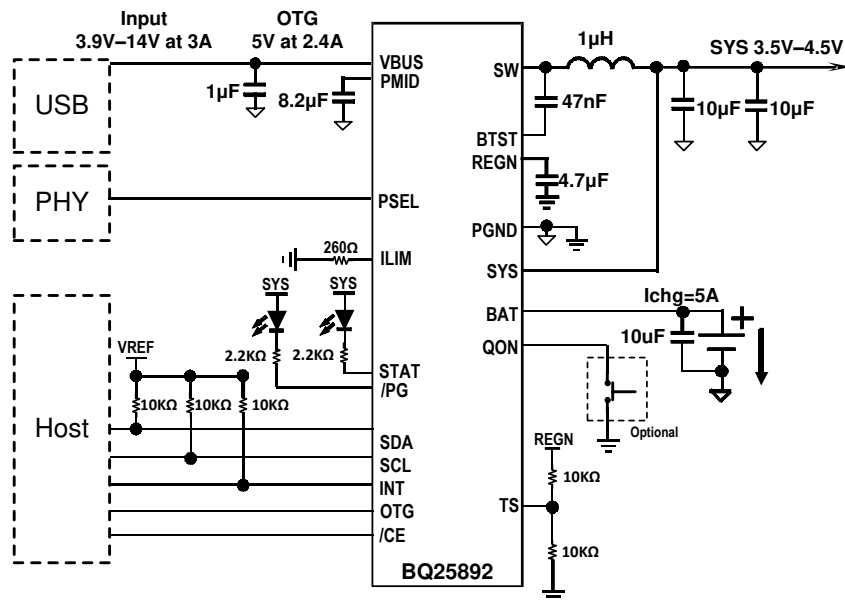 Input
3.9V–14V at 3A
OTG
5V at 2.4A
USB
PHY
Host
1µF
8.2µF
VBUS
PMID
PSEL
ILIM
260Ω
SYS
SYS
2.2KΩ
2.2KΩ
STAT
/PG
VREF
10KΩ
10KΩ
10KΩ
SDA
SCL
INT
OTG
/CE
BQ25892
SW
1µH
SYS 3.5V–4.5V
47nF
10µF
10µF
BTST
REGN
4.7µF
PGND
SYS
BAT
Ichg=5A
+
10uF
QON
Optional
REGN
10KΩ
TS
10KΩ